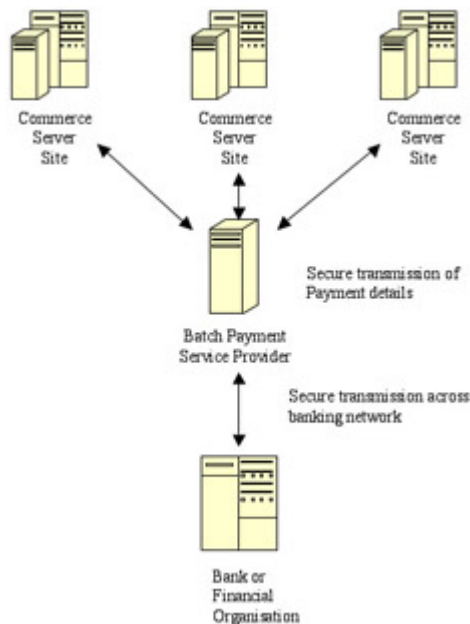 Commerce
Server
Site
Commerce
Server
Site
Commerce
Server
Site
Secure transmission of
Payment details
Batch Payment
Service Provider
Secure transmission across
banking network
Bank or
Financial
Organisation